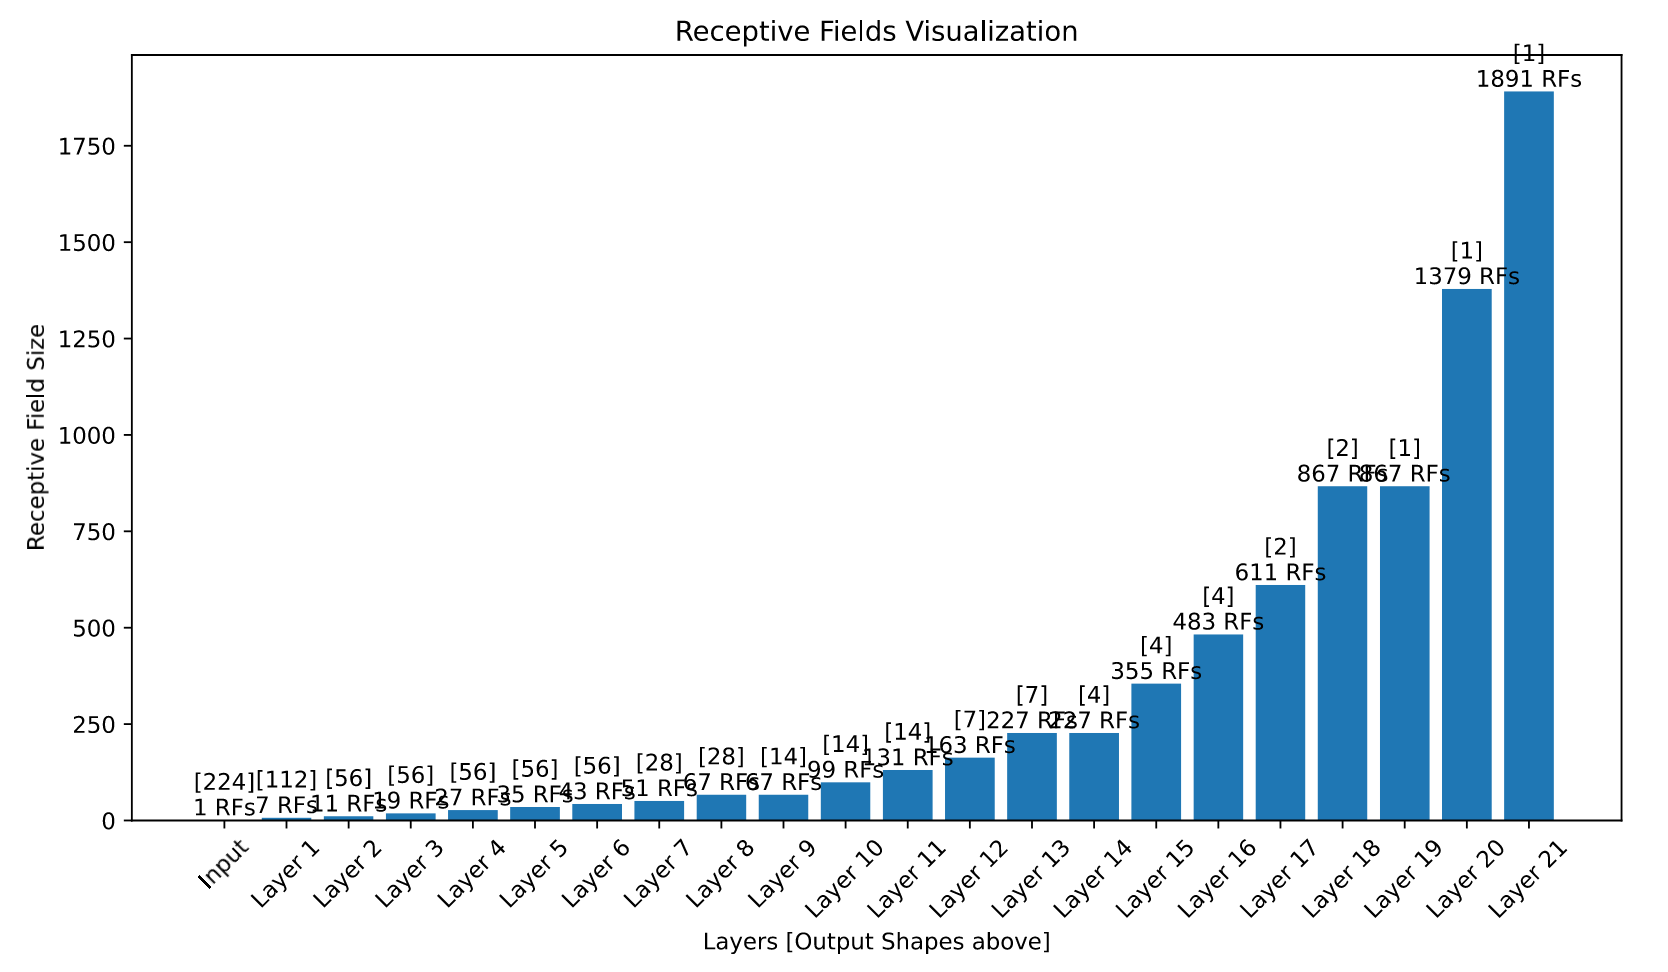 Receptive Fields Visualization
Receptive Field Size
1750
1500
1250
1000
750
500
250
0
[224]
1 RFs
[112]
7 RFs
[56]
11 RFs
[56]
19 RFs
[56]
27 RFs
[56]
35 RFs
[56]
43 RFs
[28]
51 RFs
[28]
67 RFs
[14]
67 RFs
[14]
99 RFs
[14]
131 RFs
[7]
163 RFs
[7]
227 RFs
[4]
227 RFs
[4]
355 RFs
[4]
483 RFs
[2]
611 RFs
[2]
867 RFs
[1]
867 RFs
[1]
1379 RFs
[1]
1891 RFs
Input
Layer 1
Layer 2
Layer 3
Layer 4
Layer 5
Layer 6
Layer 7
Layer 8
Layer 9
Layer 10
Layer 11
Layer 12
Layer 13
Layer 14
Layer 15
Layer 16
Layer 17
Layer 18
Layer 19
Layer 20
Layer 21
Layers [Output Shapes above]